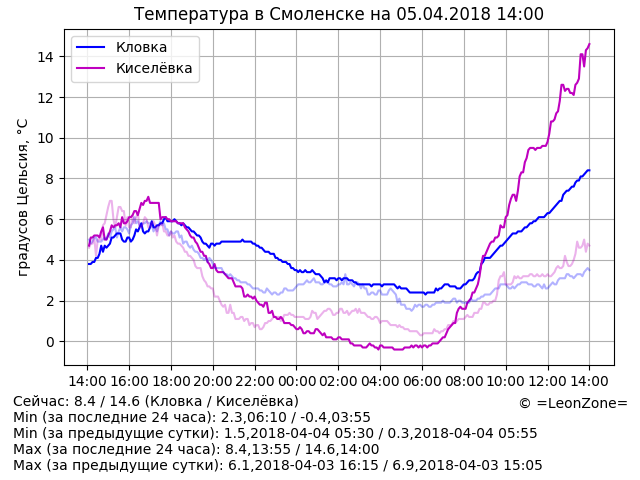 Температура в Смоленске на 05.04.2018 14:00
Кловка
Киселёвка
градусов Цельсия, °C
14
12
10
8
6
4
2
0
14:00 16:00 18:00 20:00 22:00 00:00 02:00 04:00 06:00 08:00 10:00 12:00 14:00
Сейчас: 8.4 / 14.6 (Кловка / Киселёвка)
© =LeonZone=
Min (за последние 24 часа): 2.3,06:10 / -0.4,03:55
Min (за предыдущие сутки): 1.5,2018-04-04 05:30 / 0.3,2018-04-04 05:55
Max (за последние 24 часа): 8.4,13:55 / 14.6,14:00
Max (за предыдущие сутки): 6.1,2018-04-03 16:15 / 6.9,2018-04-03 15:05